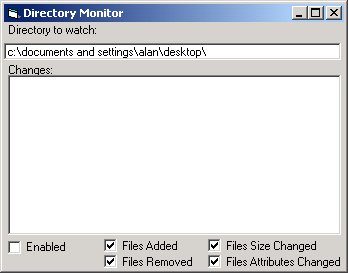 Directory Monitor
Directory to watch:
c:\documents and settings\alan\desktop\
Changes:
Enabled
Files Added
Files Size Changed
Files Removed
Files Attributes Changed